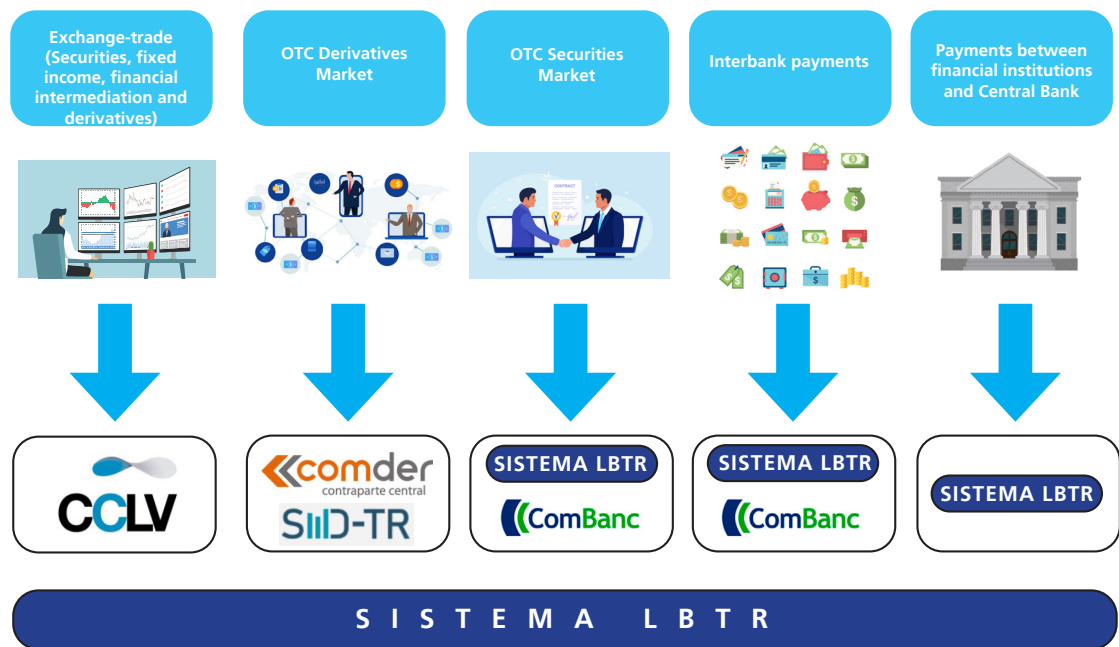 Exchange-trade
(Securities, fixed
income, financial
intermediation and
derivatives)
OTC Derivatives
Market
OTC Securities
Market
Interbank payments
Payments between
financial institutions
and Central Bank
CONTRACT
CCLV
comder
contraparte central
SIID-TR
SISTEMA LBTR
ComBanc
SISTEMA LBTR
ComBanc
SISTEMA LBTR
SISTEMA LBTR